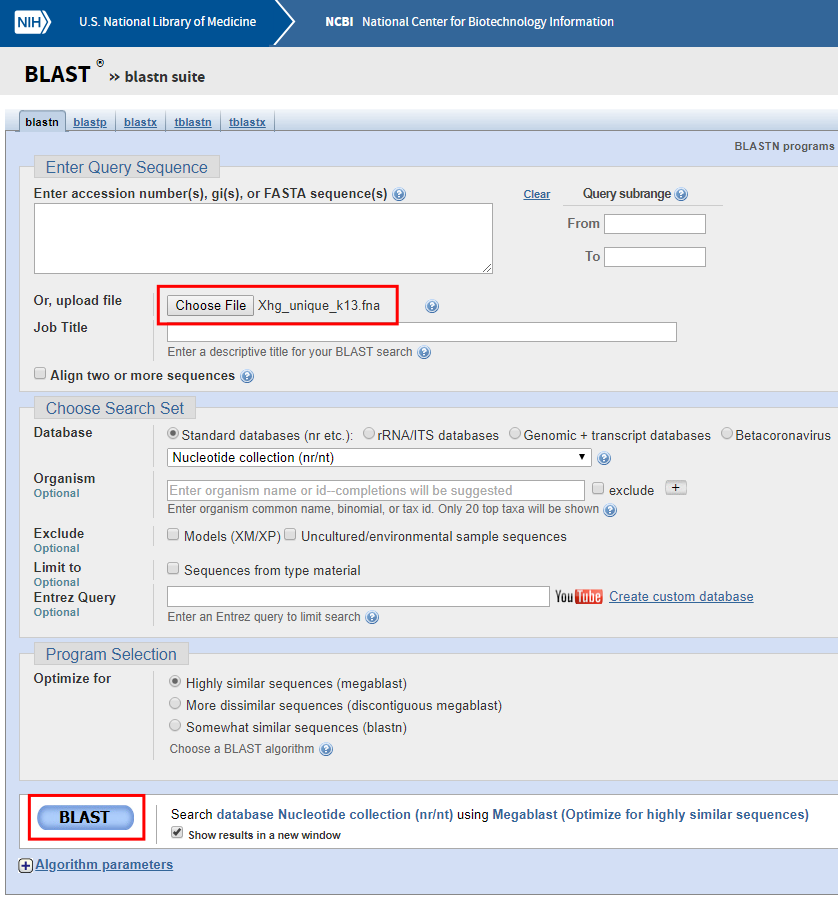 NIH U.S. National Library of Medicine NCBI National Center for Biotechnology Information
BLAST ® » blastn suite
blastn blastp blastx tblastn tblastx
BLASTN programs
Enter Query Sequence
Enter accession number(s), gi(s), or FASTA sequence(s) ? Clear Query subrange ?
From
To
Or, upload file Choose File Xhg_unique_k13.fna ?
Job Title
Enter a descriptive title for your BLAST search ?
Align two or more sequences ?
Choose Search Set
Database Standard databases (nr etc.): rRNA/ITS databases Genomic + transcript databases Betacoronavirus
Nucleotide collection (nr/nt) ▼ ?
Organism
Optional
Enter organism name or id--completions will be suggested exclude +
Enter organism common name, binomial, or tax id. Only 20 top taxa will be shown ?
Exclude
Optional
Models (XM/XP) Uncultured/environmental sample sequences
Limit to
Optional
Sequences from type material
Entrez Query
Optional
YouTube Create custom database
Enter an Entrez query to limit search ?
Program Selection
Optimize for Highly similar sequences (megablast)
More dissimilar sequences (discontiguous megablast)
Somewhat similar sequences (blastn)
Choose a BLAST algorithm ?
BLAST Search database Nucleotide collection (nr/nt) using Megablast (Optimize for highly similar sequences)
Show results in a new window
+ Algorithm parameters